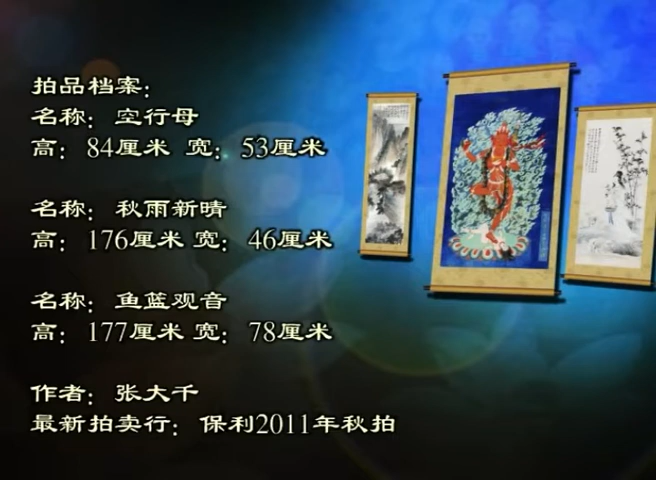 拍品档案：
名称：空行母
高：84厘米 宽：53厘米
名称：秋雨新晴
高：176厘米 宽：46厘米
名称：鱼蓝观音
高：177厘米 宽：78厘米
作者：张大千
最新拍卖行：保利2011年秋拍